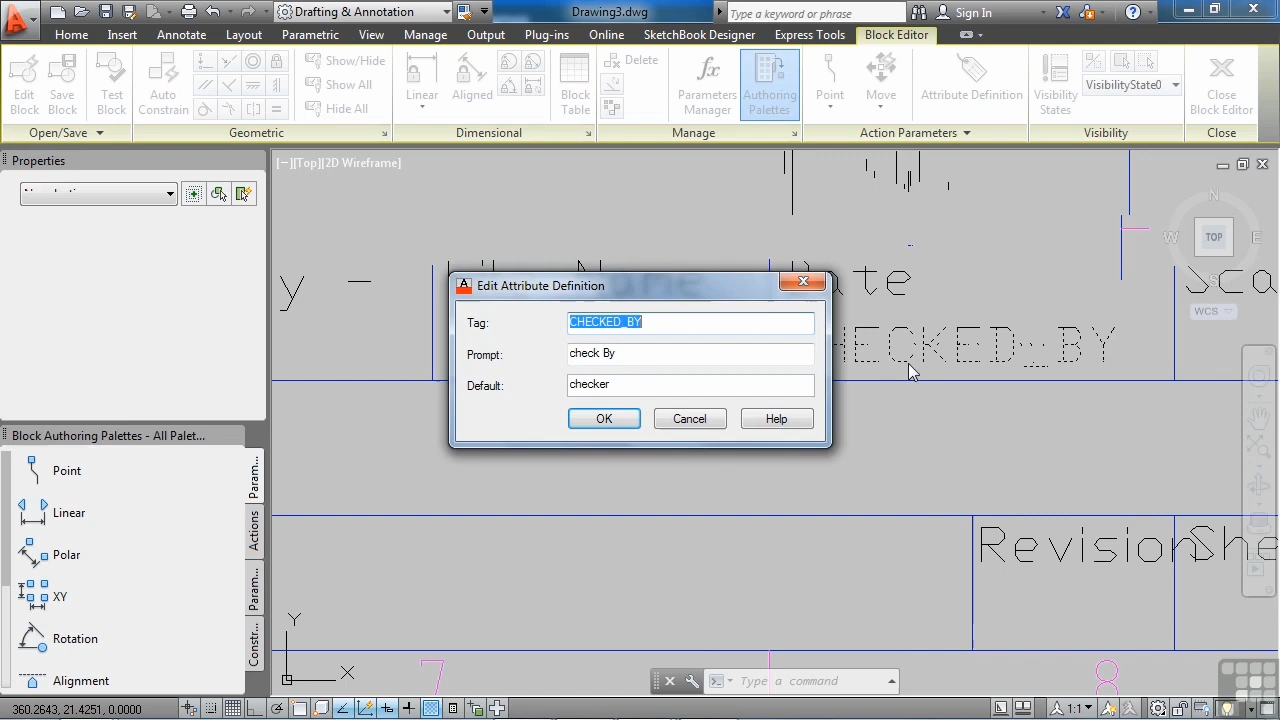 Drafting & Annotation
Drawing3.dwg
Type a keyword or phrase
Sign In
Home Insert Annotate Layout Parametric View Manage Output Plug-ins Online SketchBook Designer Express Tools Block Editor
Edit Block
Save Block
Test Block
Auto Constrain
Show/Hide
Show All
Hide All
Linear
Aligned
Block Table
Delete
fx
Parameters Manager
Authoring Palettes
Point
Move
Attribute Definition
Visibility States
VisibilityState0
Close Block Editor
Open/Save
Geometric
Dimensional
Manage
Action Parameters
Visibility
Close
Properties
[−][Top][2D Wireframe]
N
W TOP E
S
WCS
y –
ate
Sca
CHECKED_BY
Edit Attribute Definition
Tag: CHECKED_BY
Prompt: check By
Default: checker
OK Cancel Help
Block Authoring Palettes - All Palet...
Point
Linear
Polar
XY
Rotation
Alignment
Param...
Actions
Param...
Constr...
Revision
She
Y
X
7
8
Type a command
360.2643, 21.4251, 0.0000
1:1